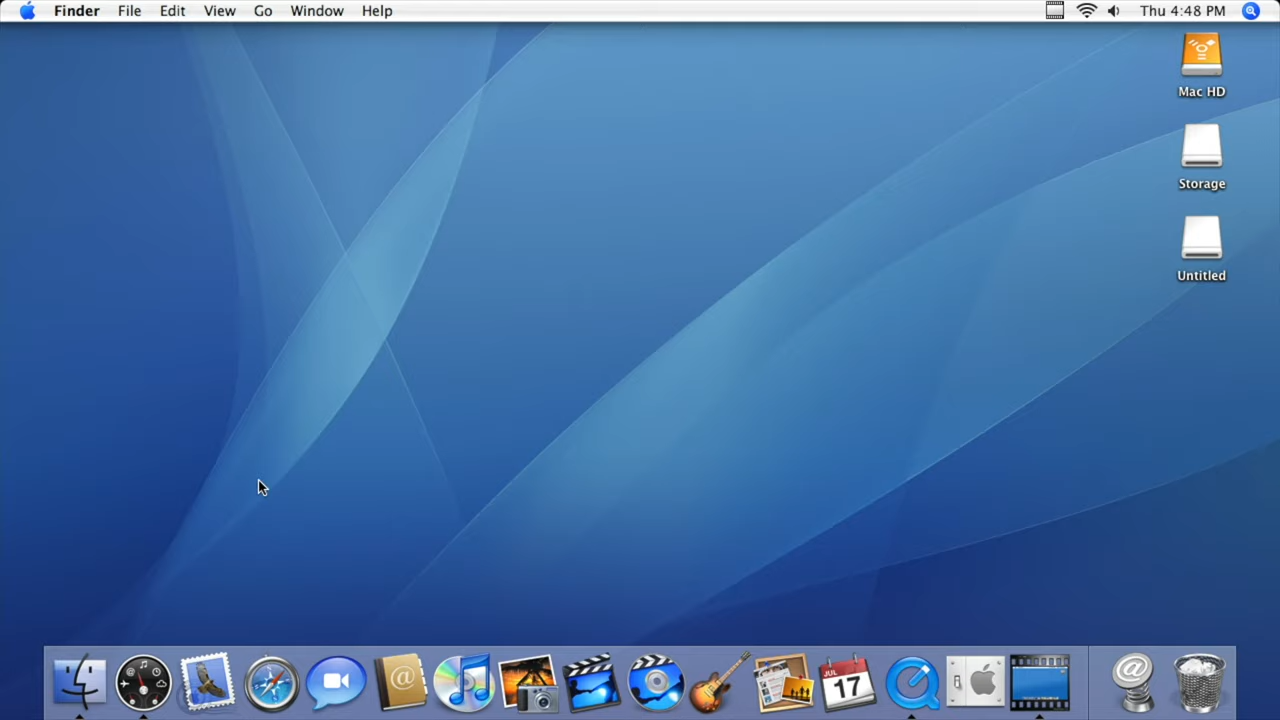 Finder File Edit View Go Window Help Thu 4:48 PM
Mac HD
Storage
Untitled
JUL
17